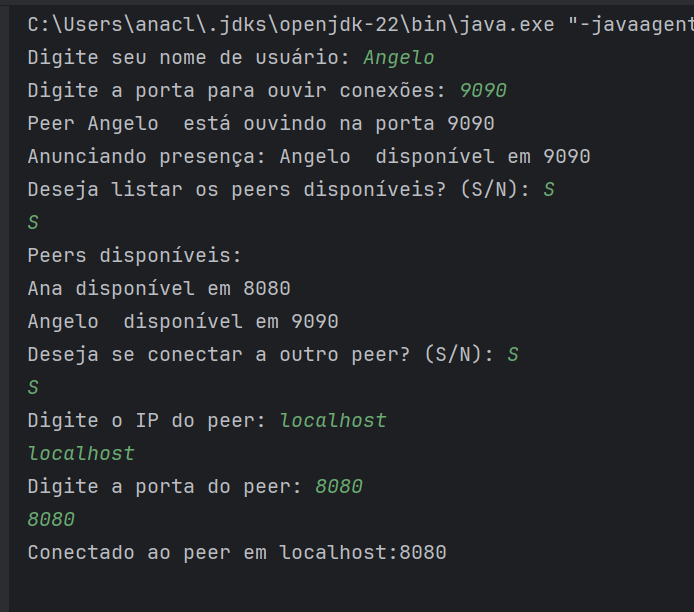 C:\Users\anacl\.jdks\openjdk-22\bin\java.exe "-javaagent
Digite seu nome de usuário: Angelo
Digite a porta para ouvir conexões: 9090
Peer Angelo  está ouvindo na porta 9090
Anunciando presença: Angelo  disponível em 9090
Deseja listar os peers disponíveis? (S/N): S
S
Peers disponíveis:
Ana disponível em 8080
Angelo  disponível em 9090
Deseja se conectar a outro peer? (S/N): S
S
Digite o IP do peer: localhost
localhost
Digite a porta do peer: 8080
8080
Conectado ao peer em localhost:8080